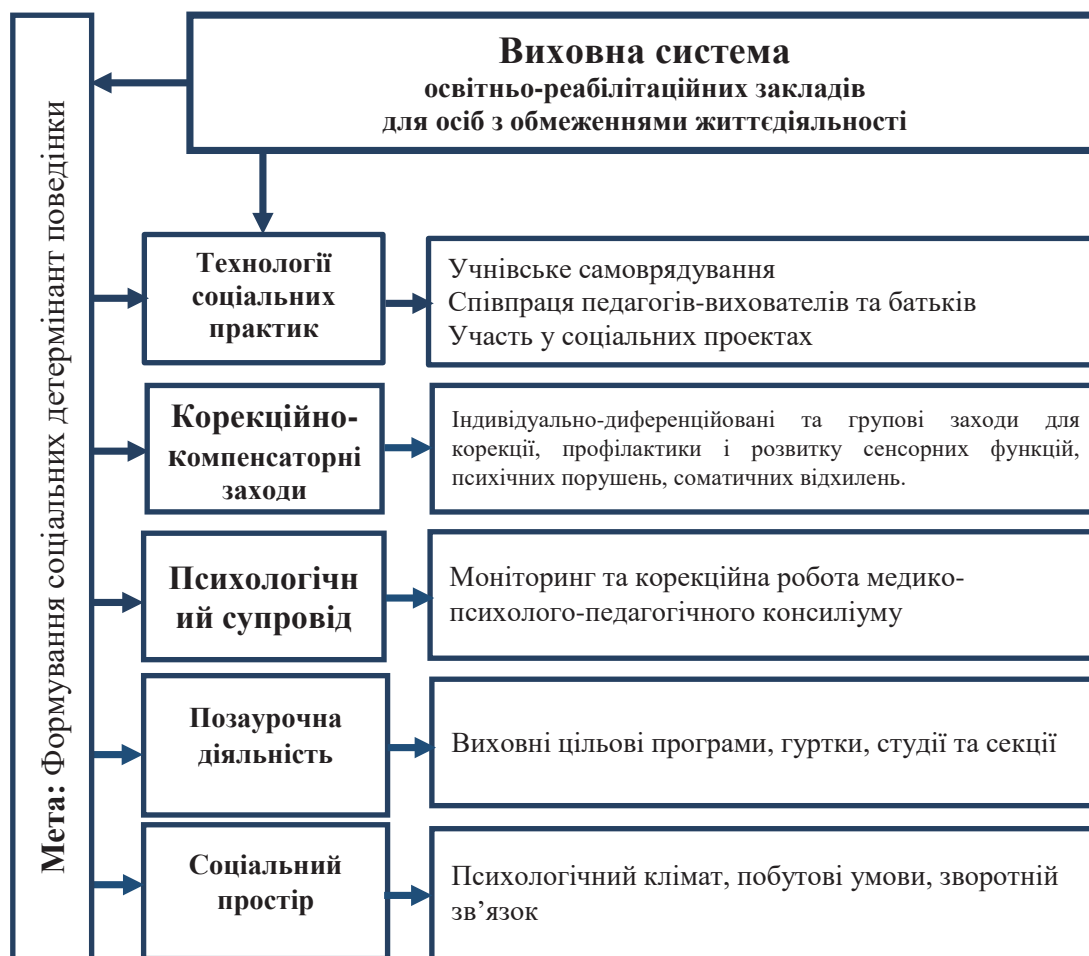 Виховна система
освітньо-реабілітаційних закладів
для осіб з обмеженнями життєдіяльності
Мета: Формування соціальних детермінант поведінки
Технології
соціальних
практик
Учнівське самоврядування
Співпраця педагогів-вихователів та батьків
Участь у соціальних проектах
Корекційно-
компенсаторні
заходи
Індивідуально-диференційовані та групові заходи для
корекції, профілактики і розвитку сенсорних функцій,
психічних порушень, соматичних відхилень.
Психологічн
ий супровід
Моніторинг та корекційна робота медико-
психолого-педагогічного консиліуму
Позаурочна
діяльність
Виховні цільові програми, гуртки, студії та секції
Соціальний
простір
Психологічний клімат, побутові умови, зворотній
зв’язок